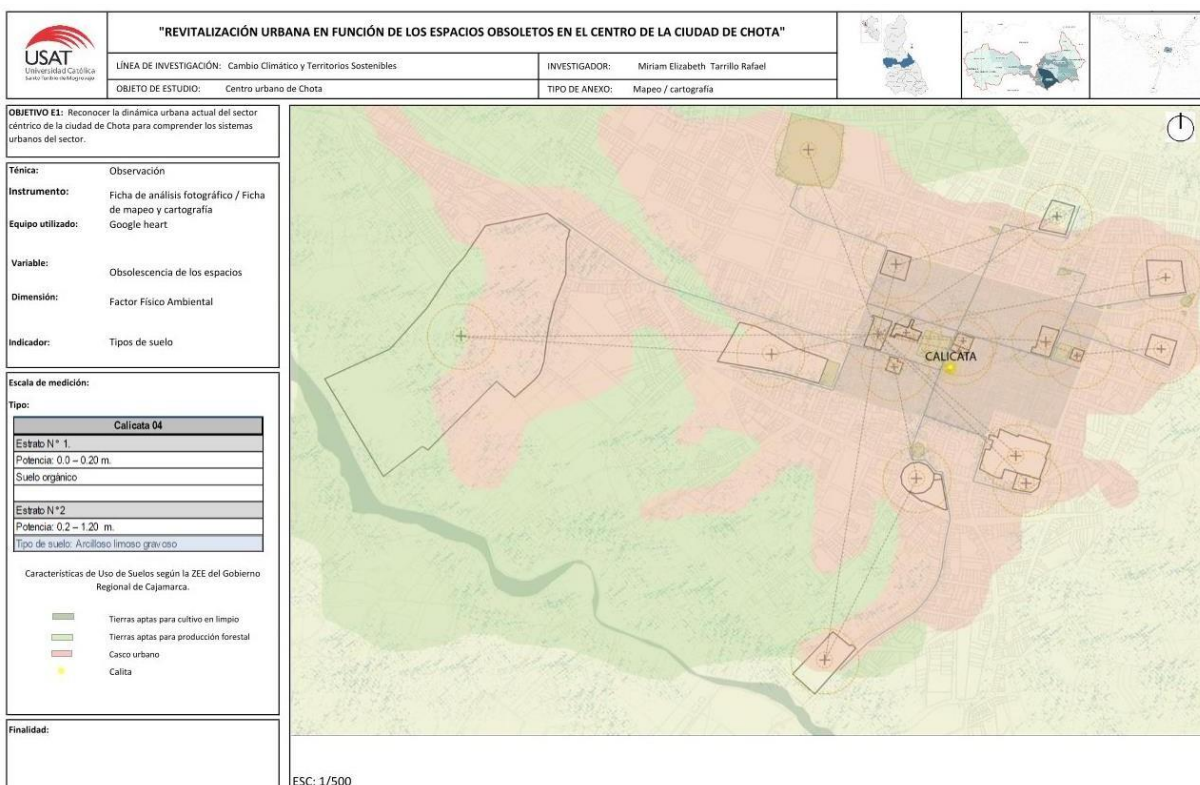 USAT
Universidad Católica
Santo Toribio de Mogrovejo
"REVITALIZACIÓN URBANA EN FUNCIÓN DE LOS ESPACIOS OBSOLETOS EN EL CENTRO DE LA CIUDAD DE CHOTA"
LÍNEA DE INVESTIGACIÓN: Cambio Climático y Territorios Sostenibles
INVESTIGADOR: Miriam Elizabeth Tarrillo Rafael
OBJETO DE ESTUDIO: Centro urbano de Chota
TIPO DE ANEXO: Mapeo / cartografía
OBJETIVO E1: Reconocer la dinámica urbana actual del sector
céntrico de la ciudad de Chota para comprender los sistemas
urbanos del sector.
Ténica: Observación
Instrumento: Ficha de análisis fotográfico / Ficha
de mapeo y cartografía
Equipo utilizado: Google heart
Variable: Obsolescencia de los espacios
Dimensión: Factor Físico Ambiental
Indicador: Tipos de suelo
Escala de medición:
Tipo:
Calicata 04
Estrato N° 1.
Potencia: 0.0 – 0.20 m.
Suelo orgánico
Estrato N°2
Potencia: 0.2 – 1.20 m.
Tipo de suelo: Arcilloso limoso gravoso
Características de Uso de Suelos según la ZEE del Gobierno
Regional de Cajamarca.
Tierras aptas para cultivo en limpio
Tierras aptas para producción forestal
Casco urbano
Calita
Finalidad:
CALICATA
ESC: 1/500